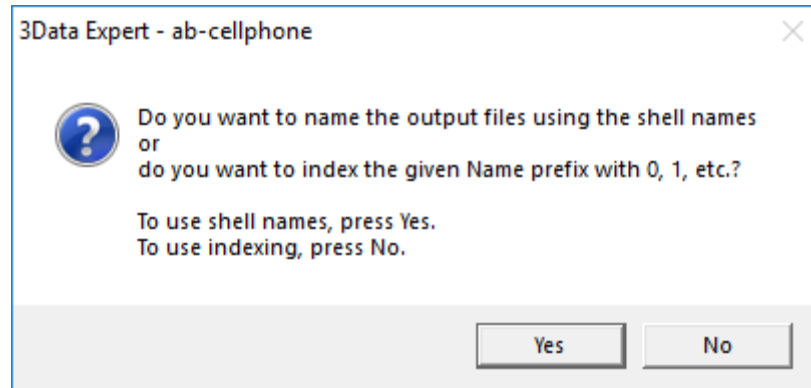 3Data Expert - ab-cellphone
Do you want to name the output files using the shell names
or
do you want to index the given Name prefix with 0, 1, etc.?
To use shell names, press Yes.
To use indexing, press No.
Yes
No